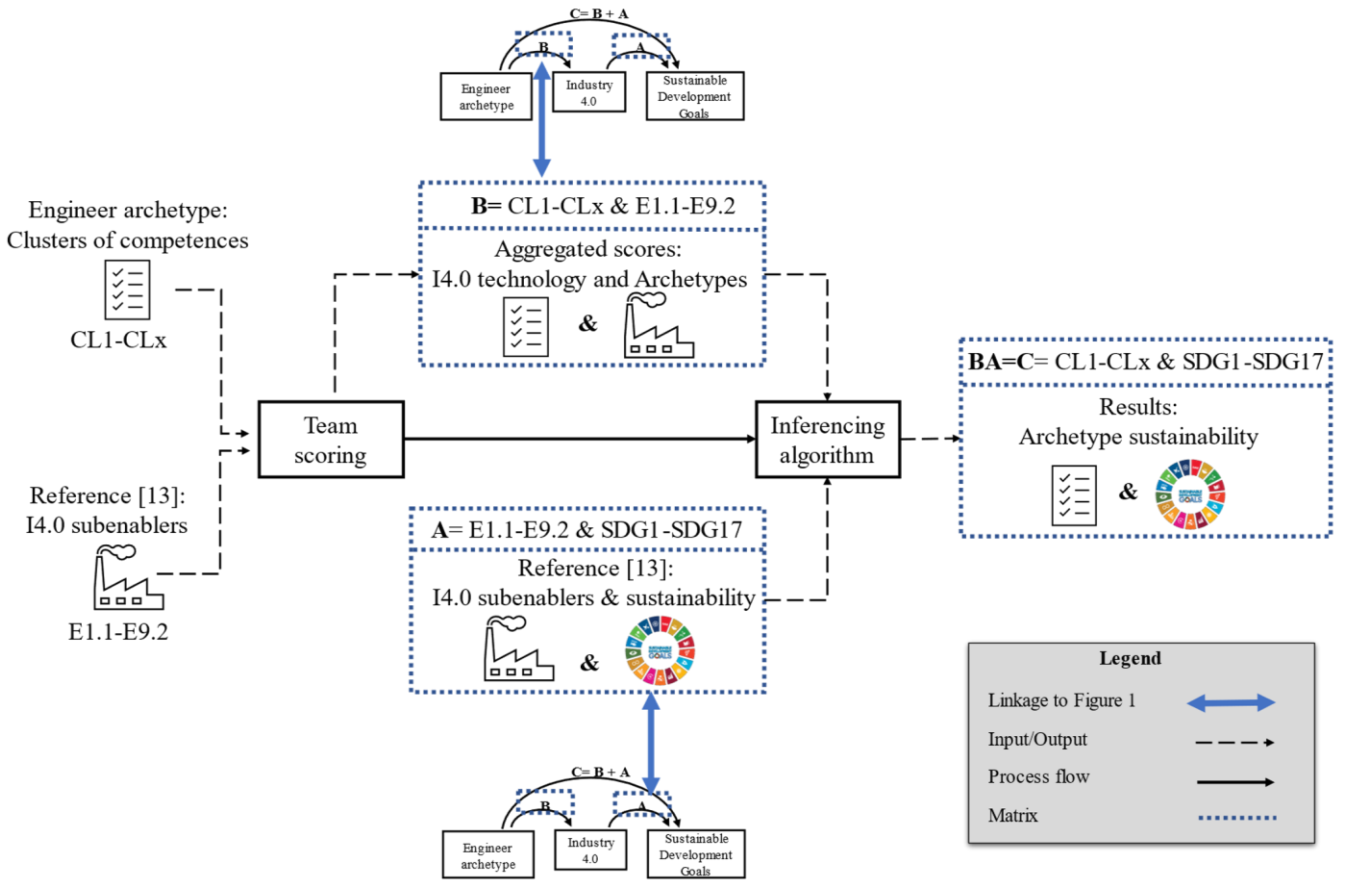 C= B + A
B
A
Engineer
archetype
Industry
4.0
Sustainable
Development
Goals
B= CL1-CLx & E1.1-E9.2
Aggregated scores:
I4.0 technology and Archetypes
&
Engineer archetype:
Clusters of competences
CL1-CLx
Reference [13]:
I4.0 subenablers
E1.1-E9.2
Team
scoring
Inferencing
algorithm
BA=C= CL1-CLx & SDG1-SDG17
Results:
Archetype sustainability
&
A= E1.1-E9.2 & SDG1-SDG17
Reference [13]:
I4.0 subenablers & sustainability
&
C= B + A
B
A
Engineer
archetype
Industry
4.0
Sustainable
Development
Goals
Legend
Linkage to Figure 1
Input/Output
Process flow
Matrix